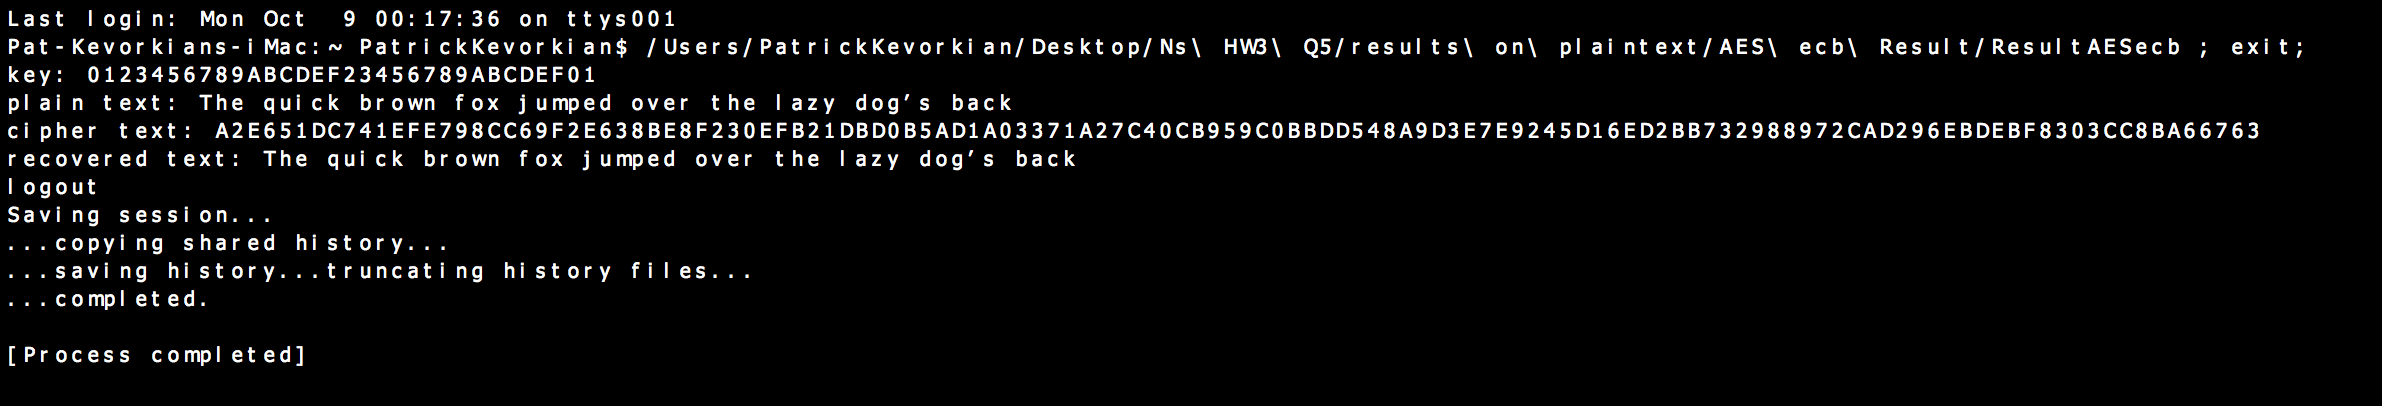 Last login: Mon Oct  9 00:17:36 on ttys001
Pat-Kevorkians-iMac:~ PatrickKevorkian$ /Users/PatrickKevorkian/Desktop/Ns\ HW3\ Q5/results\ on\ plaintext/AES\ ecb\ Result/ResultAESecb ; exit;
key: 0123456789ABCDEF23456789ABCDEF01
plain text: The quick brown fox jumped over the lazy dog’s back
cipher text: A2E651DC741EFE798CC69F2E638BE8F230EFB21DBD0B5AD1A03371A27C40CB959C0BBDD548A9D3E7E9245D16ED2BB732988972CAD296EBDEBF8303CC8BA66763
recovered text: The quick brown fox jumped over the lazy dog’s back
logout
Saving session...
...copying shared history...
...saving history...truncating history files...
...completed.

[Process completed]